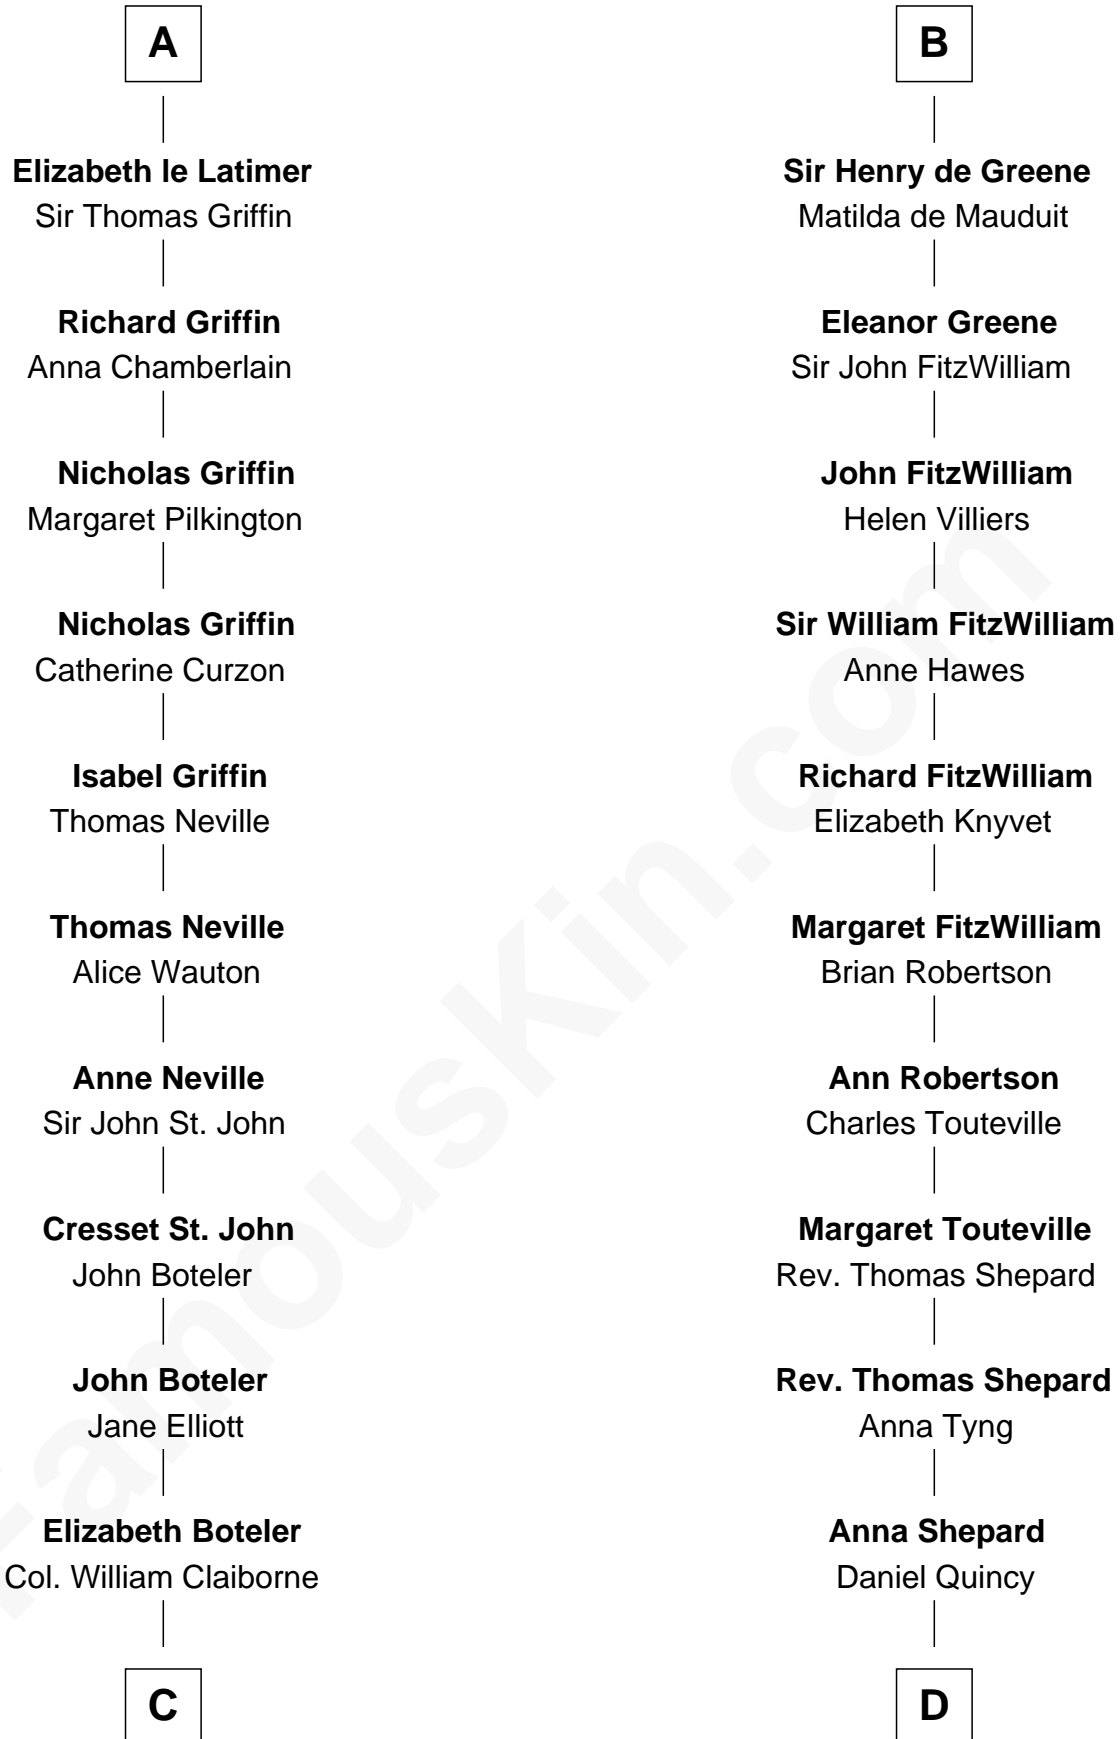 A
Elizabeth le Latimer
Sir Thomas Griffin
Richard Griffin
Anna Chamberlain
Nicholas Griffin
Margaret Pilkington
Nicholas Griffin
Catherine Curzon
Isabel Griffin
Thomas Neville
Thomas Neville
Alice Wauton
Anne Neville
Sir John St. John
Cresset St. John
John Boteler
John Boteler
Jane Elliott
Elizabeth Boteler
Col. William Claiborne
C
B
Sir Henry de Greene
Matilda de Mauduit
Eleanor Greene
Sir John FitzWilliam
John FitzWilliam
Helen Villiers
Sir William FitzWilliam
Anne Hawes
Richard FitzWilliam
Elizabeth Knyvet
Margaret FitzWilliam
Brian Robertson
Ann Robertson
Charles Touteville
Margaret Touteville
Rev. Thomas Shepard
Rev. Thomas Shepard
Anna Tyng
Anna Shepard
Daniel Quincy
D
FamousKin.com